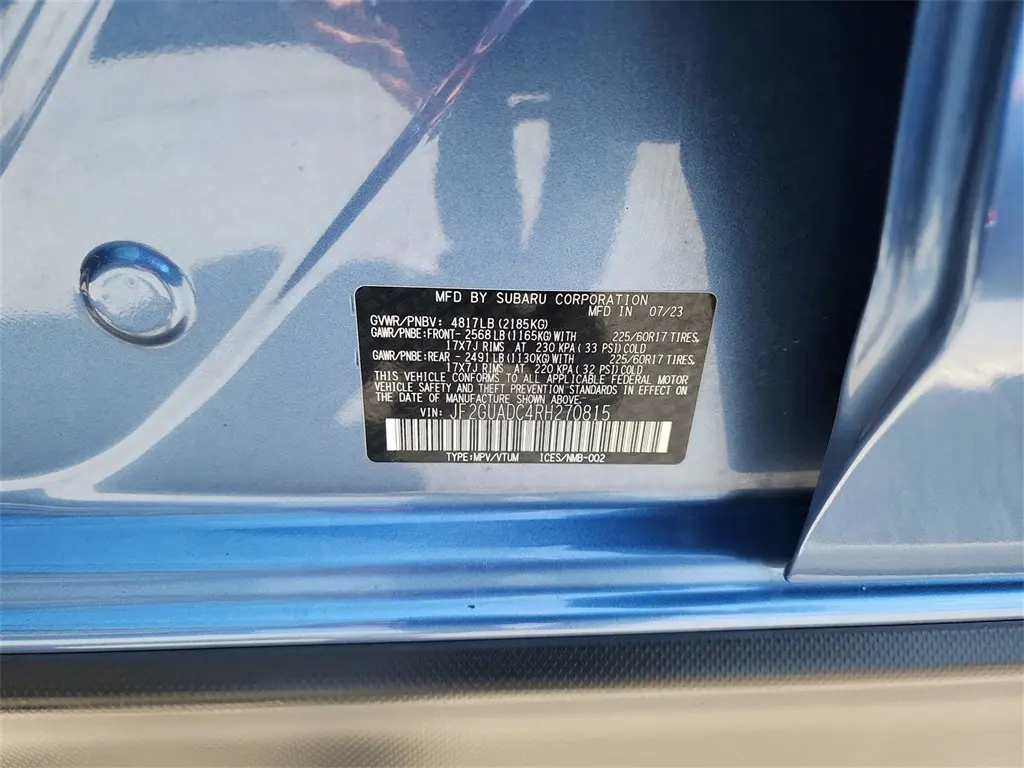 MFD BY SUBARU CORPORATION
MFD IN 07/23
GVWR/PNBV: 4817LB (2185KG)
GAWR/PNBE:FRONT-2568LB (1165KG)WITH 225/60R17 TIRES,
17X7J RIMS AT 230 KPA (33 PSI)COLD
GAWR/PNBE:REAR -2491LB(1130KG)WITH 225/60R17 TIRES,
17X7J RIMS AT 220 KPA (32 PSI)COLD
THIS VEHICLE CONFORMS TO ALL APPLICABLE FEDERAL MOTOR
VEHICLE SAFETY AND THEFT PREVENTION STANDARDS IN EFFECT ON
THE DATE OF MANUFACTURE SHOWN ABOVE.
VIN: JF2GUADC4RH270815
TYPE:MPV/VTUM ICES/NMB-002